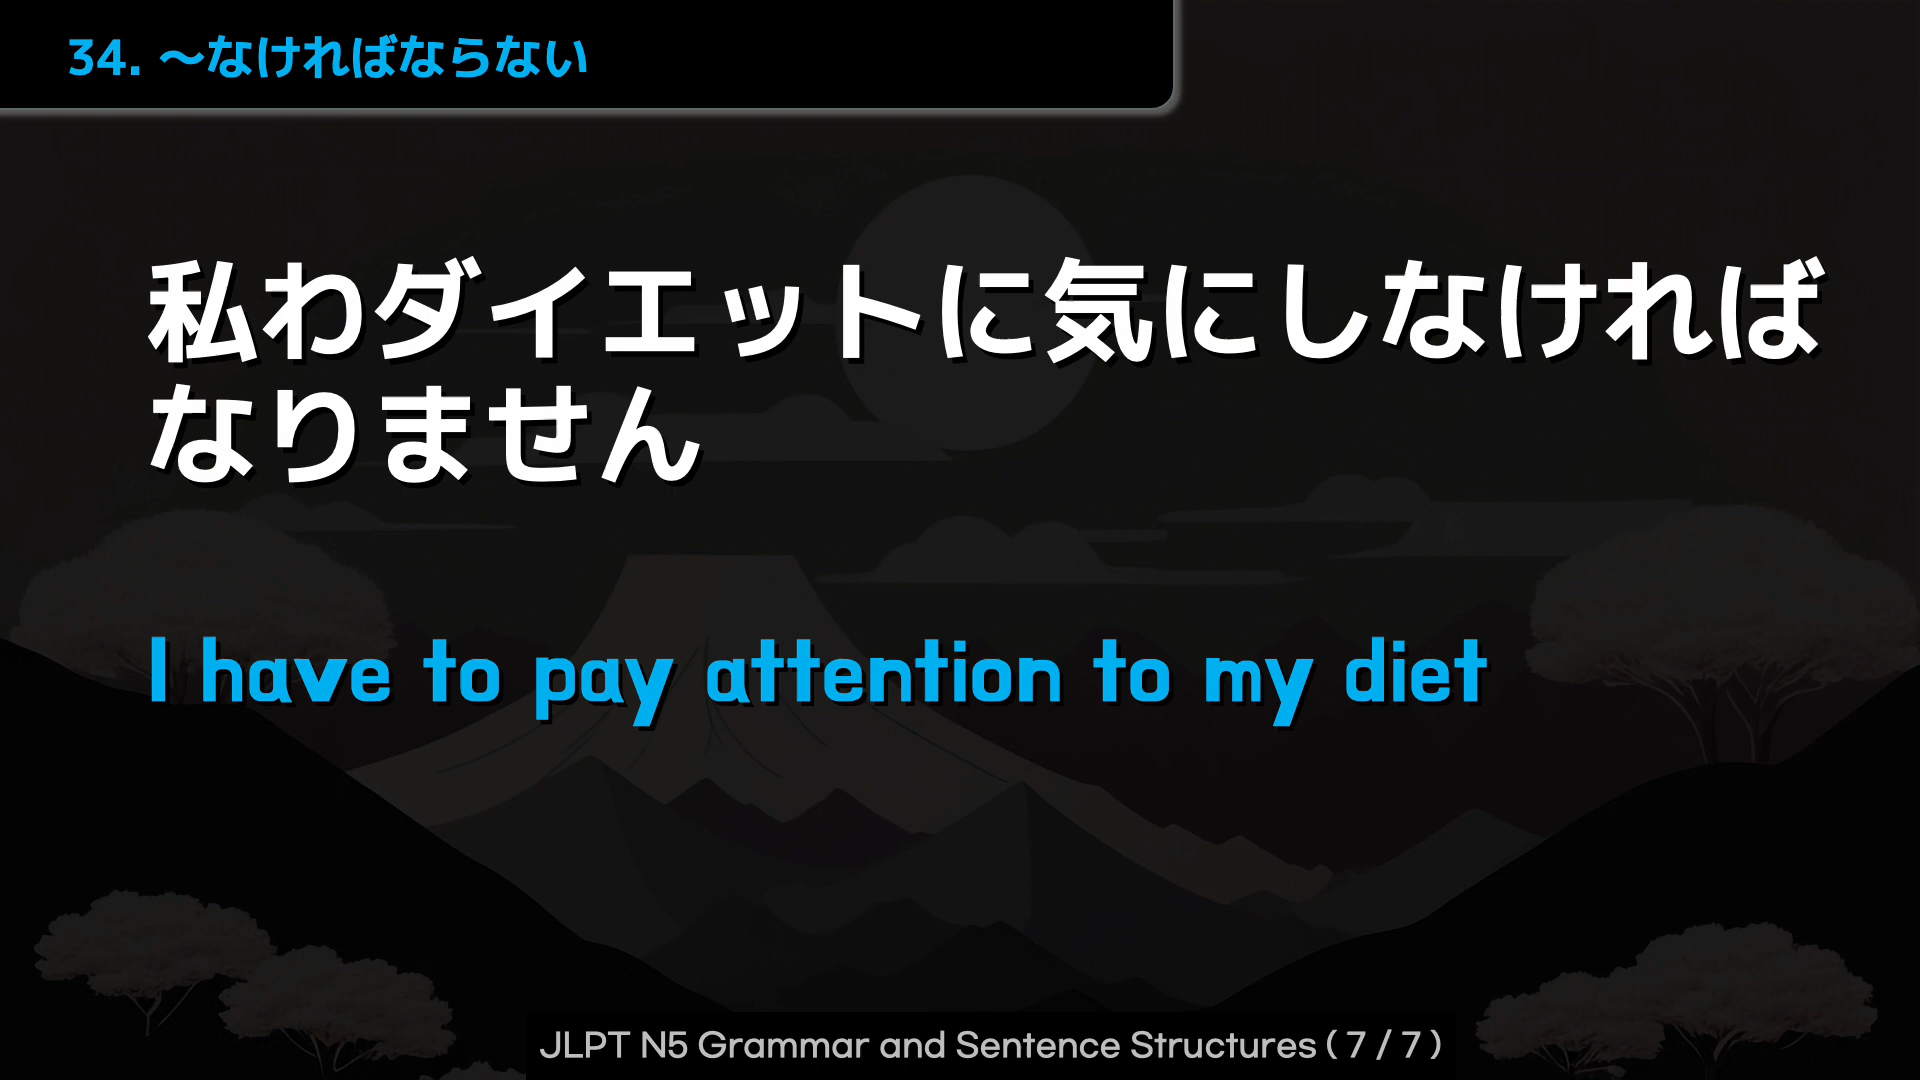 34. ～なければならない
私わダイエットに気にしなければ
なりません
I have to pay attention to my diet
JLPT N5 Grammar and Sentence Structures ( 7 / 7 )